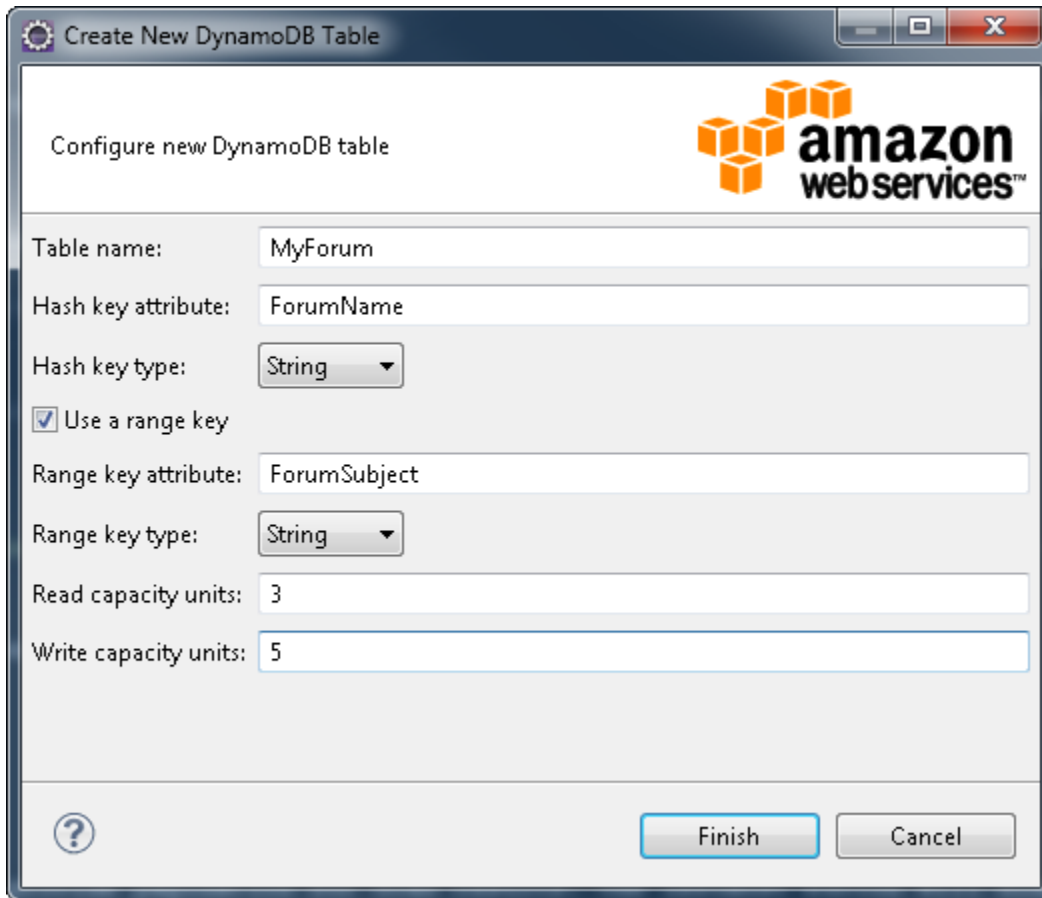 Create New DynamoDB Table
Configure new DynamoDB table
amazon
web services™
Table name: MyForum
Hash key attribute: ForumName
Hash key type: String
Use a range key
Range key attribute: ForumSubject
Range key type: String
Read capacity units: 3
Write capacity units: 5
? Finish Cancel